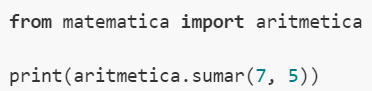 from matematica import aritmetica
print(aritmetica.sumar(7, 5))